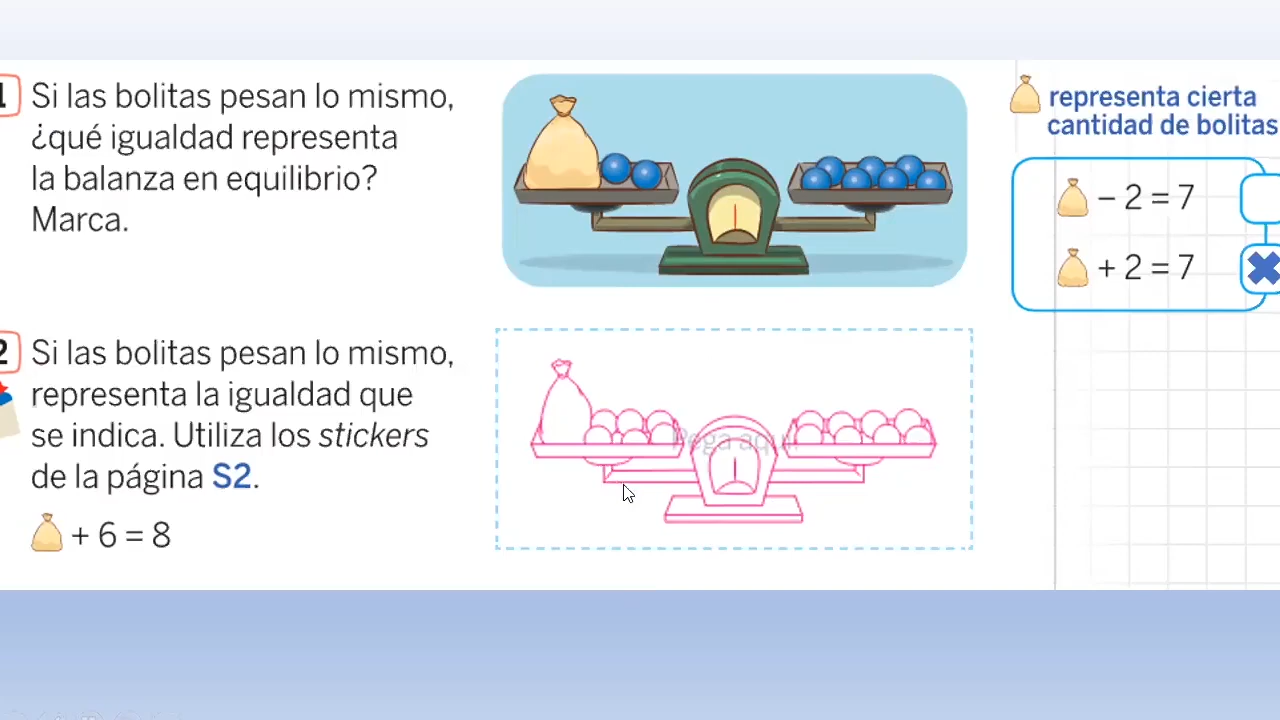 1 Si las bolitas pesan lo mismo,
¿qué igualdad representa
la balanza en equilibrio?
Marca.
representa cierta
cantidad de bolitas
− 2 = 7
+ 2 = 7
2 Si las bolitas pesan lo mismo,
representa la igualdad que
se indica. Utiliza los stickers
de la página S2.
+ 6 = 8
Pega aquí.